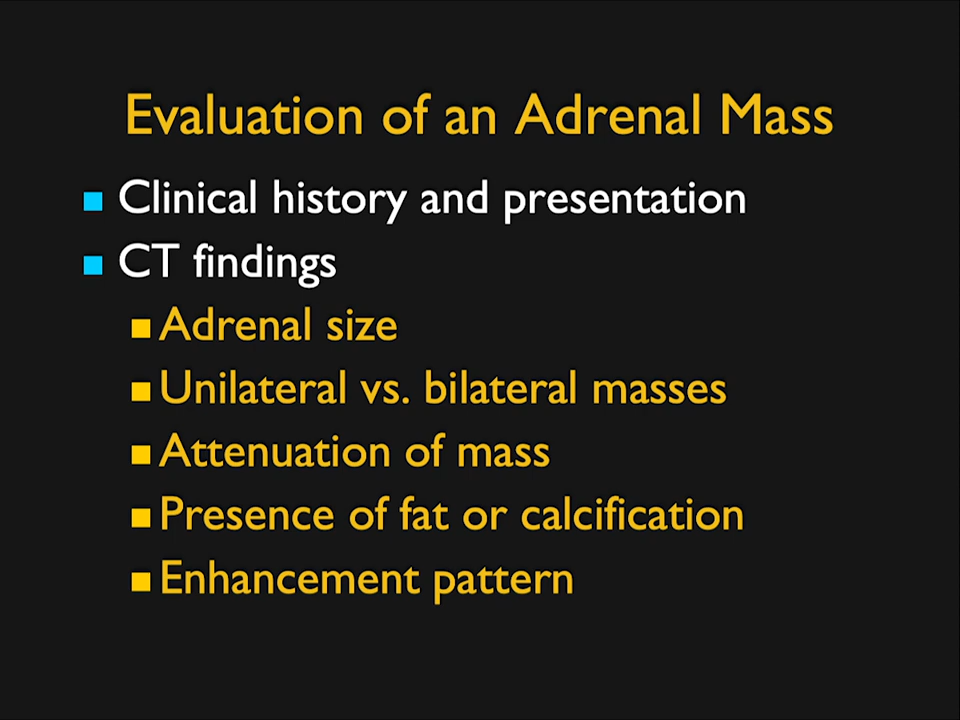 Evaluation of an Adrenal Mass
Clinical history and presentation
CT findings
Adrenal size
Unilateral vs. bilateral masses
Attenuation of mass
Presence of fat or calcification
Enhancement pattern